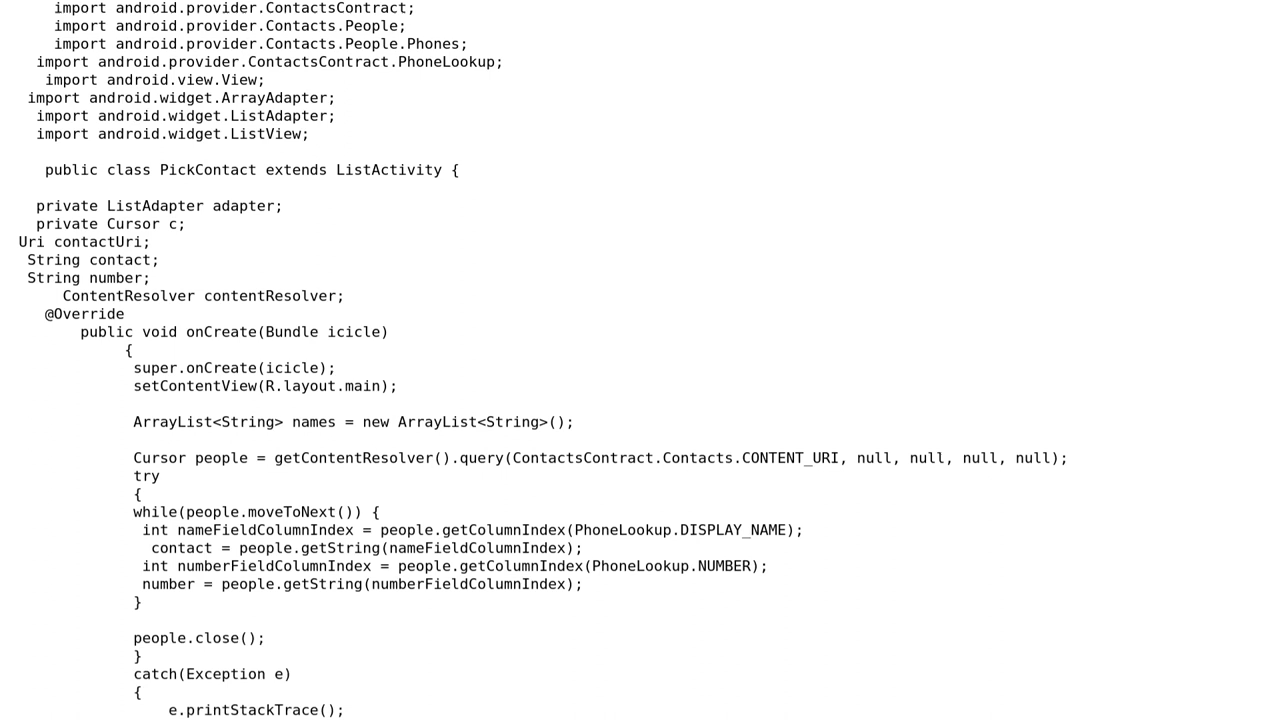 import android.provider.ContactsContract;
import android.provider.Contacts.People;
import android.provider.Contacts.People.Phones;
import android.provider.ContactsContract.PhoneLookup;
import android.view.View;
import android.widget.ArrayAdapter;
import android.widget.ListAdapter;
import android.widget.ListView;
public class PickContact extends ListActivity {
private ListAdapter adapter;
private Cursor c;
Uri contactUri;
String contact;
String number;
ContentResolver contentResolver;
@Override
public void onCreate(Bundle icicle)
{
super.onCreate(icicle);
setContentView(R.layout.main);
ArrayList<String> names = new ArrayList<String>();
Cursor people = getContentResolver().query(ContactsContract.Contacts.CONTENT_URI, null, null, null, null);
try
{
while(people.moveToNext()) {
int nameFieldColumnIndex = people.getColumnIndex(PhoneLookup.DISPLAY_NAME);
contact = people.getString(nameFieldColumnIndex);
int numberFieldColumnIndex = people.getColumnIndex(PhoneLookup.NUMBER);
number = people.getString(numberFieldColumnIndex);
}
people.close();
}
catch(Exception e)
{
e.printStackTrace();